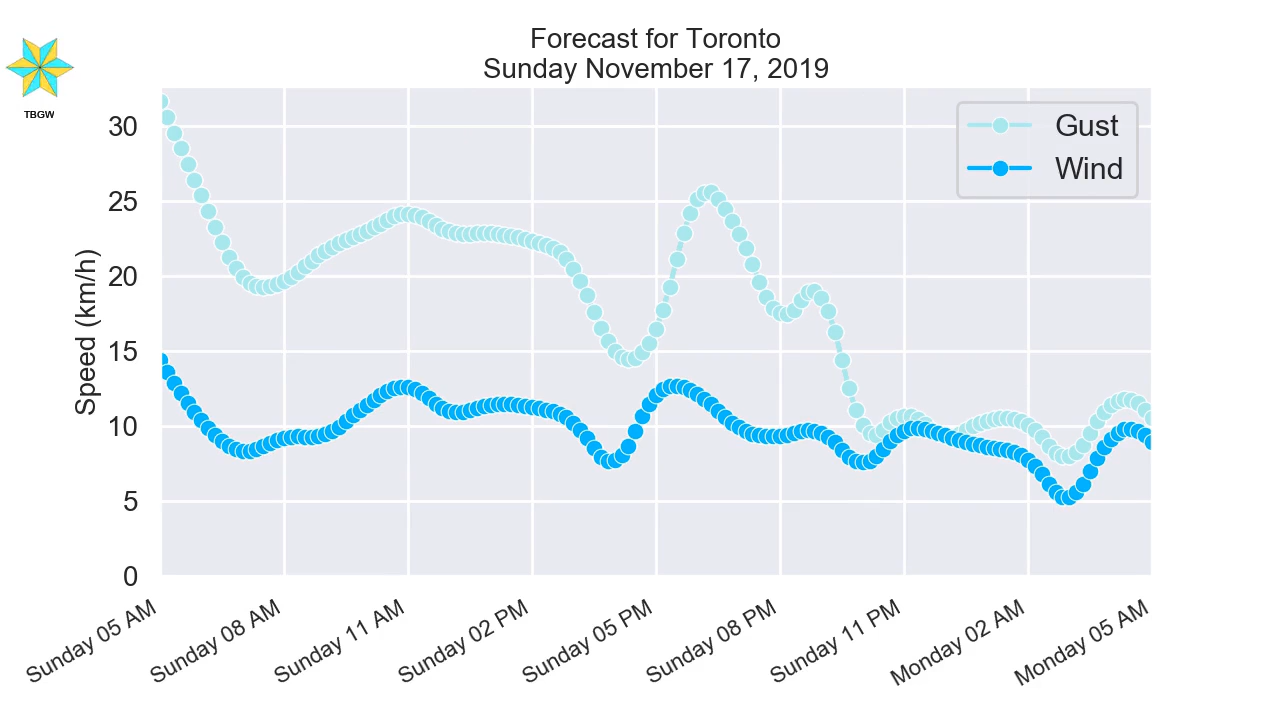 Forecast for Toronto
Sunday November 17, 2019
TBGW
Gust
Wind
Speed (km/h)
30
25
20
15
10
5
0
Sunday 05 AM
Sunday 08 AM
Sunday 11 AM
Sunday 02 PM
Sunday 05 PM
Sunday 08 PM
Sunday 11 PM
Monday 02 AM
Monday 05 AM